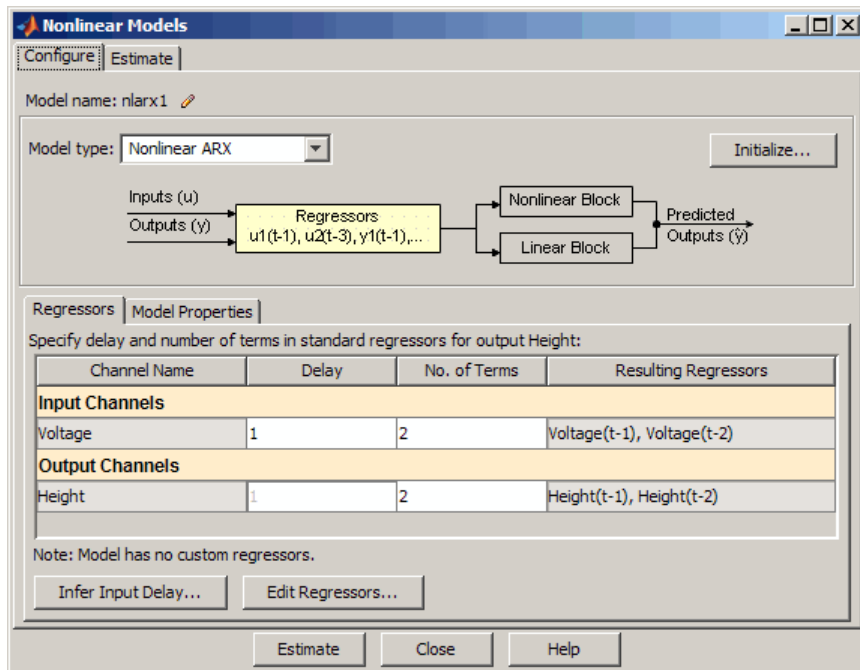 Nonlinear Models
Configure Estimate
Model name: nlarx1
Model type: Nonlinear ARX Initialize...
Inputs (u)
Outputs (y)
Regressors
u1(t-1), u2(t-3), y1(t-1),...
Nonlinear Block
Linear Block
Predicted
Outputs (ŷ)
Regressors Model Properties
Specify delay and number of terms in standard regressors for output Height:
Channel Name Delay No. of Terms Resulting Regressors
Input Channels
Voltage 1 2 Voltage(t-1), Voltage(t-2)
Output Channels
Height 1 2 Height(t-1), Height(t-2)
Note: Model has no custom regressors.
Infer Input Delay... Edit Regressors...
Estimate Close Help